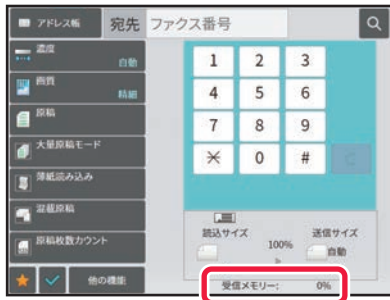 アドレス帳
宛先 ファクス番号
濃度
自動
画質
精細
原稿
大量原稿モード
薄紙読み込み
混載原稿
原稿枚数カウント
他の機能
1 2 3
4 5 6
7 8 9
0 #
C
読込サイズ
100%
送信サイズ
自動
受信メモリー: 0%